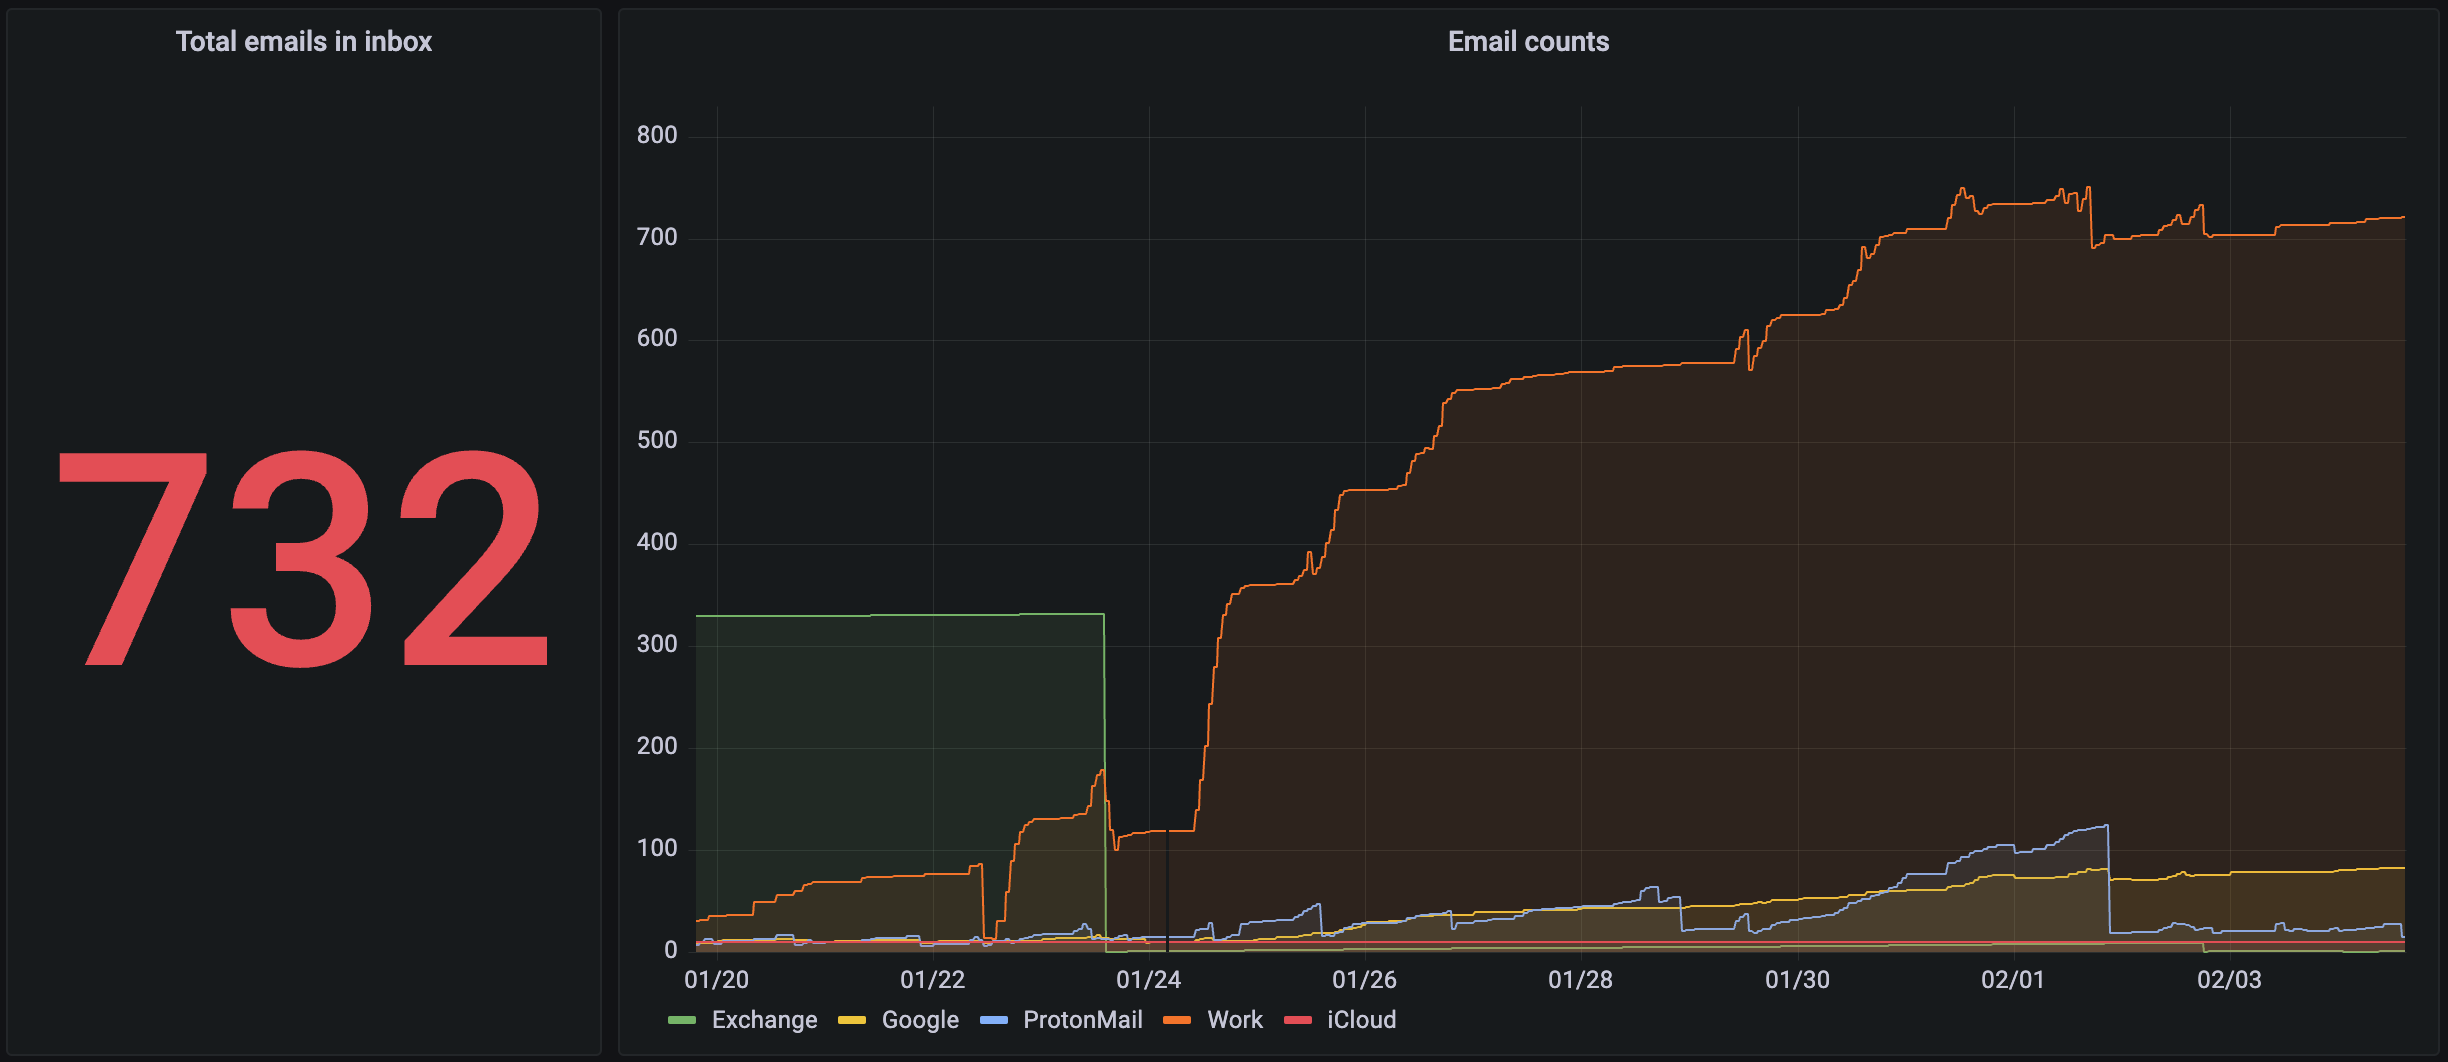 Total emails in inbox
732
Email counts
800
700
600
500
400
300
200
100
0
01/20 01/22 01/24 01/26 01/28 01/30 02/01 02/03
Exchange Google ProtonMail Work iCloud